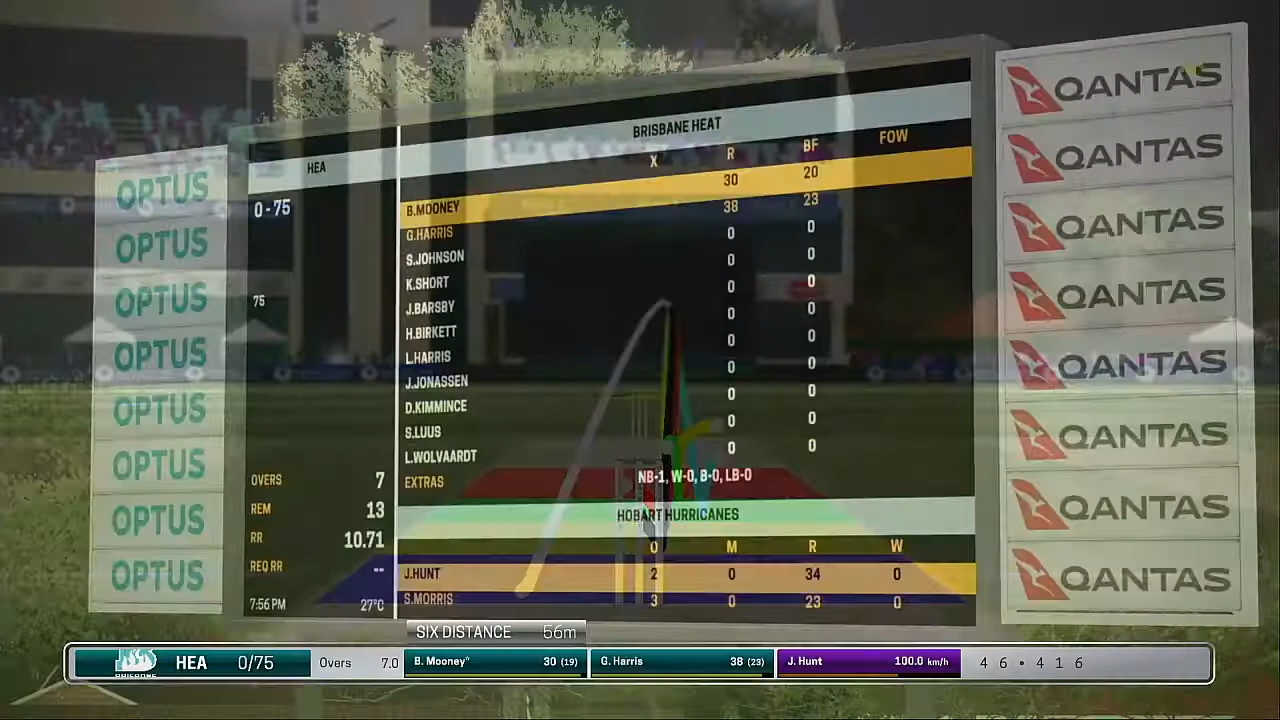 OPTUS
OPTUS
OPTUS
OPTUS
OPTUS
OPTUS
OPTUS
OPTUS
HEA
0 - 75
75
OVERS 7
REM 13
RR 10.71
REQ RR --
7:56 PM 27°C
BRISBANE HEAT
X R BF FOW
B.MOONEY 30 20
G.HARRIS 38 23
S.JOHNSON 0 0
K.SHORT 0 0
J.BARSBY 0 0
H.BIRKETT 0 0
L.HARRIS 0 0
J.JONASSEN 0 0
D.KIMMINCE 0 0
S.LUUS 0 0
L.WOLVAARDT 0 0
EXTRAS NB-1, W-0, B-0, LB-0
HOBART HURRICANES
O M R W
J.HUNT 2 0 34 0
S.MORRIS 3 0 23 0
QANTAS
QANTAS
QANTAS
QANTAS
QANTAS
QANTAS
QANTAS
QANTAS
SIX DISTANCE 56m
BRISBANE HEA 0/75 Overs 7.0 B. Mooney* 30 (19) G. Harris 38 (23) J. Hunt 100.0 km/h 4 6 • 4 1 6